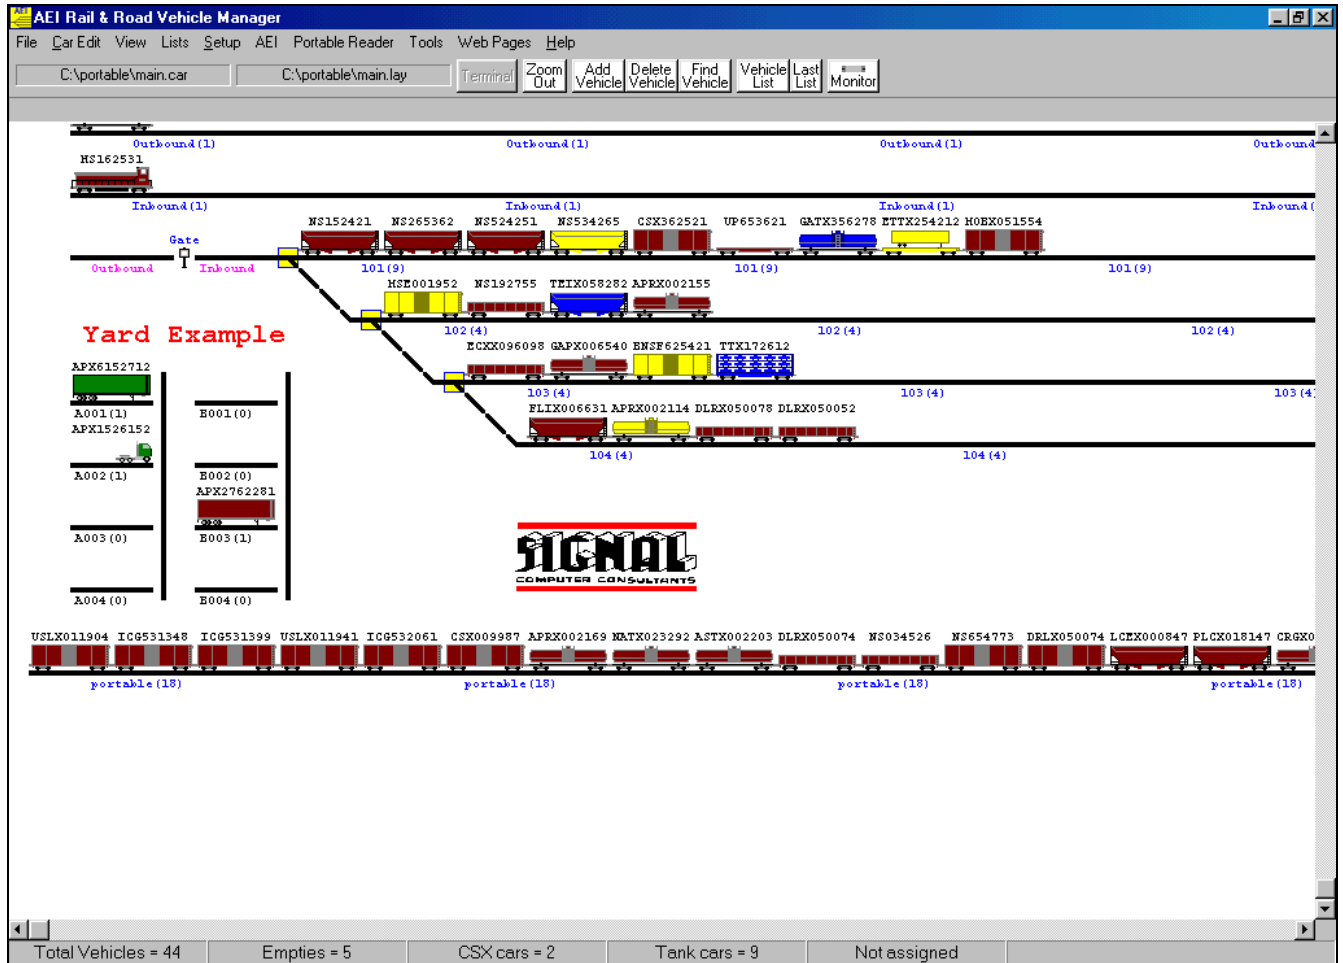 AEI Rail & Road Vehicle Manager
File Car Edit View Lists Setup AEI Portable Reader Tools Web Pages Help
C:\portable\main.car C:\portable\main.lay Terminal Zoom Out Add Vehicle Delete Vehicle Find Vehicle Vehicle List Last List Monitor
Outbound(1) Outbound(1) Outbound(1) Outbound
HS162531
Inbound(1) Inbound(1) Inbound(1) Inbound(
NS152421 NS265362 NS524251 NS534265 CSX362521 UP653621 GATX356278 ETTX254212 HOBX051554
Gate
Outbound Inbound 101(9) 101(9) 101(9)
HSE001952 NS192755 TEIX058282 APRX002155
102(4) 102(4) 102(4)
Yard Example
ECXX096098 GAPX006540 BNSF625421 TTX172612
APX6152712
103(4) 103(4) 103(4)
A001(1) E001(0)
FLIX006631 APRX002114 DLRX050078 DLRX050052
APX1526152
104(4) 104(4)
A002(1) E002(0)
APX2762281
A003(0) E003(1)
SIGNAL
COMPUTER CONSULTANTS
A004(0) E004(0)
USLX011904 ICG531348 ICG531399 USLX011941 ICG532061 CSX009987 APRX002169 NATX023292 ASTX002203 DLRX050074 NS034526 NS654773 DRLX050074 LCEX000847 PLCX018147 CRGX0
portable(18) portable(18) portable(18) portable(18)
Total Vehicles = 44 Empties = 5 CSX cars = 2 Tank cars = 9 Not assigned